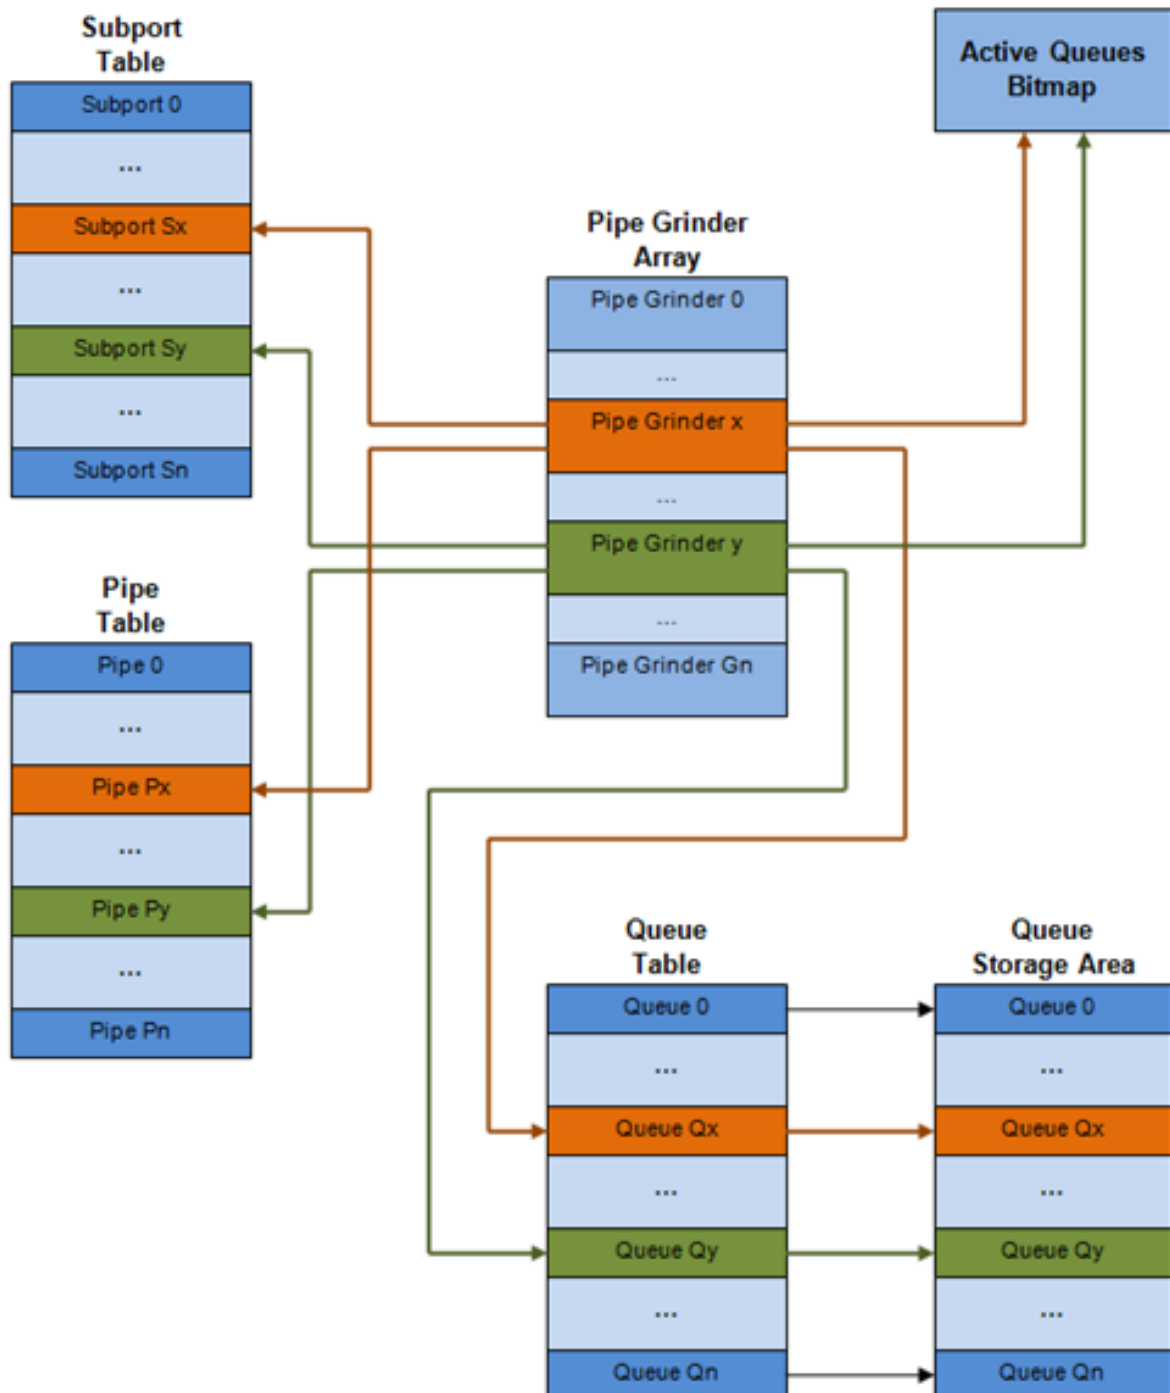 Subport
Table
Subport 0
...
Subport Sx
...
Subport Sy
...
Subport Sn
Active Queues
Bitmap
Pipe Grinder
Array
Pipe Grinder 0
...
Pipe Grinder x
...
Pipe Grinder y
...
Pipe Grinder Gn
Pipe
Table
Pipe 0
...
Pipe Px
...
Pipe Py
...
Pipe Pn
Queue
Table
Queue 0
...
Queue Qx
...
Queue Qy
...
Queue Qn
Queue
Storage Area
Queue 0
...
Queue Qx
...
Queue Qy
...
Queue Qn